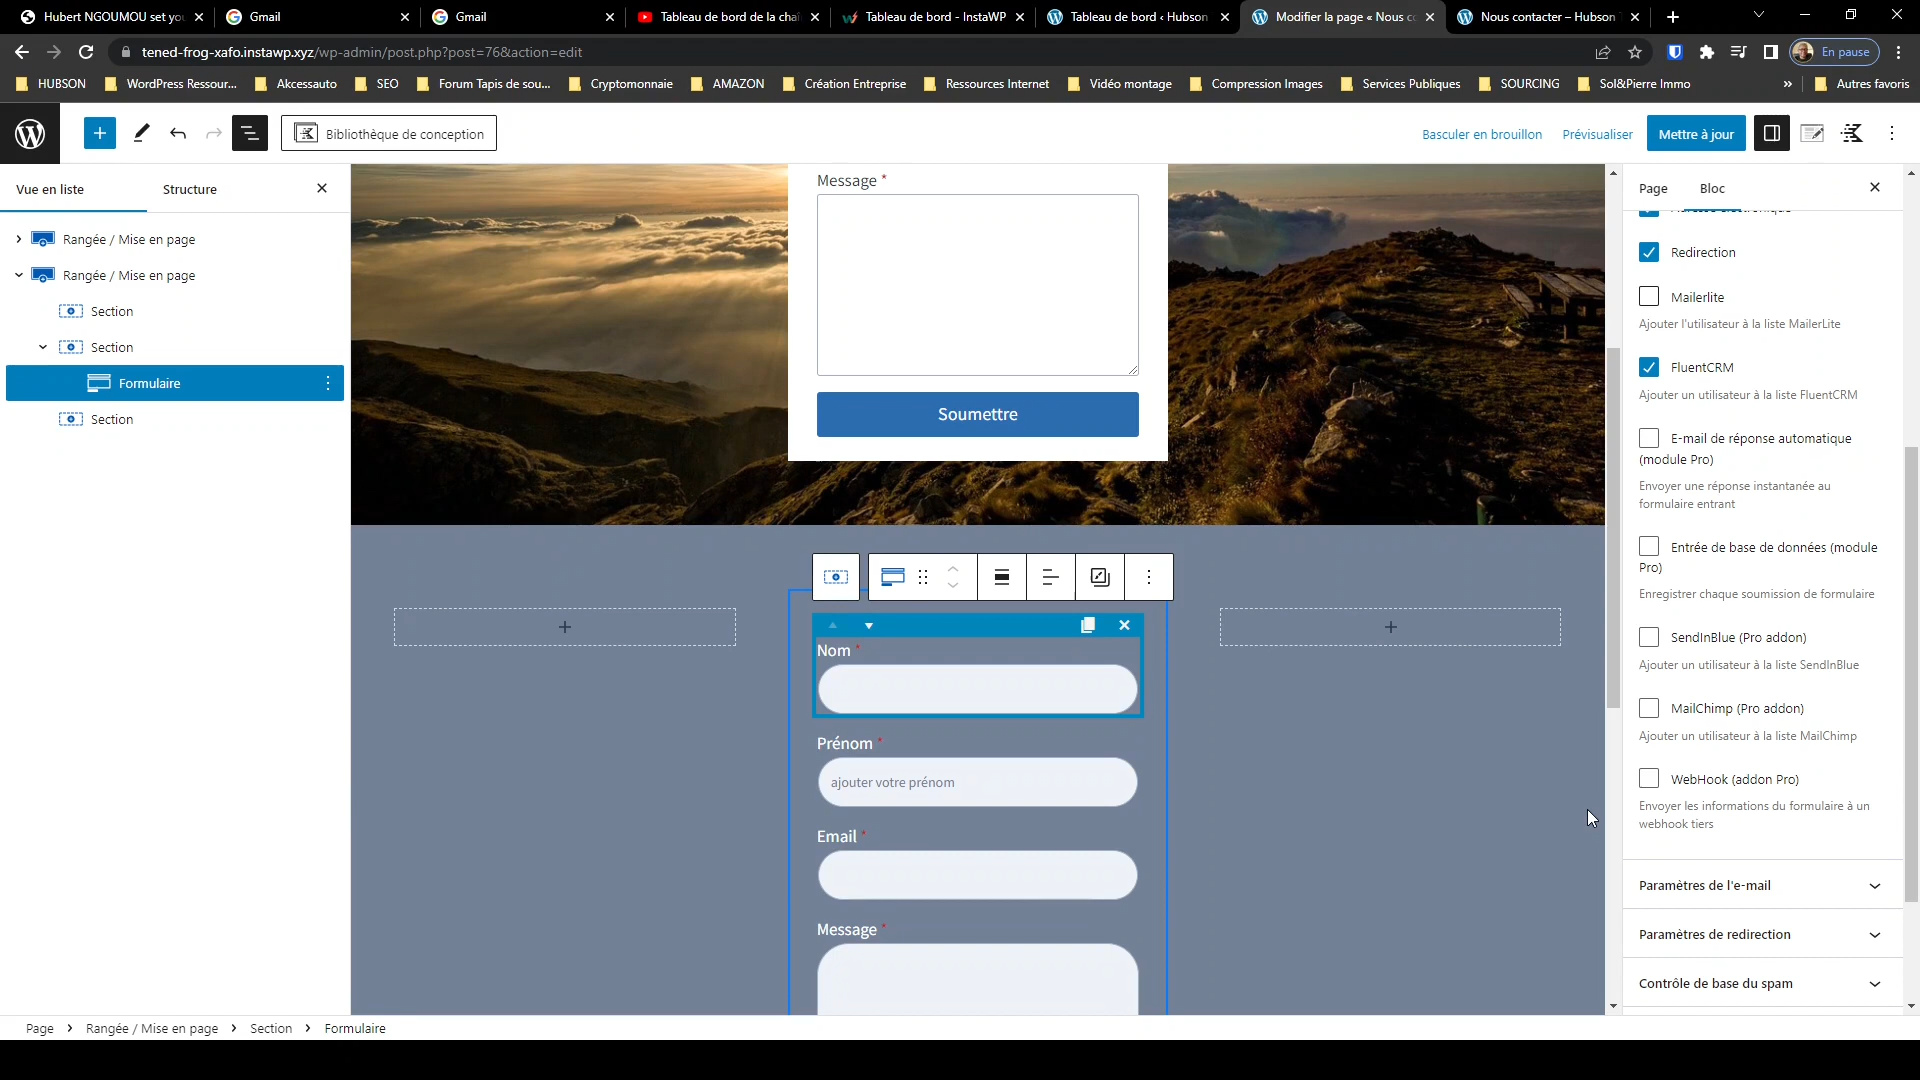 Hubert NGOUMOU set yo
Gmail
Gmail
Tableau de bord de la chaî
Tableau de bord - InstaWP
Tableau de bord ‹ Hubson
Modifier la page « Nous c
Nous contacter – Hubson
tened-frog-xafo.instawp.xyz/wp-admin/post.php?post=76&action=edit
En pause
HUBSON
WordPress Ressour...
Akcessauto
SEO
Forum Tapis de sou...
Cryptomonnaie
AMAZON
Création Entreprise
Ressources Internet
Vidéo montage
Compression Images
Services Publiques
SOURCING
Sol&Pierre Immo
»
Autres favoris
Bibliothèque de conception
Basculer en brouillon
Prévisualiser
Mettre à jour
Vue en liste
Structure
Rangée / Mise en page
Rangée / Mise en page
Section
Section
Formulaire
Section
Message *
Soumettre
Nom *
Prénom *
ajouter votre prénom
Email *
Message *
Page
Bloc
Redirection
Mailerlite
Ajouter l'utilisateur à la liste MailerLite
FluentCRM
Ajouter un utilisateur à la liste FluentCRM
E-mail de réponse automatique
(module Pro)
Envoyer une réponse instantanée au
formulaire entrant
Entrée de base de données (module
Pro)
Enregistrer chaque soumission de formulaire
SendInBlue (Pro addon)
Ajouter un utilisateur à la liste SendInBlue
MailChimp (Pro addon)
Ajouter un utilisateur à la liste MailChimp
WebHook (addon Pro)
Envoyer les informations du formulaire à un
webhook tiers
Paramètres de l'e-mail
Paramètres de redirection
Contrôle de base du spam
Page > Rangée / Mise en page > Section > Formulaire